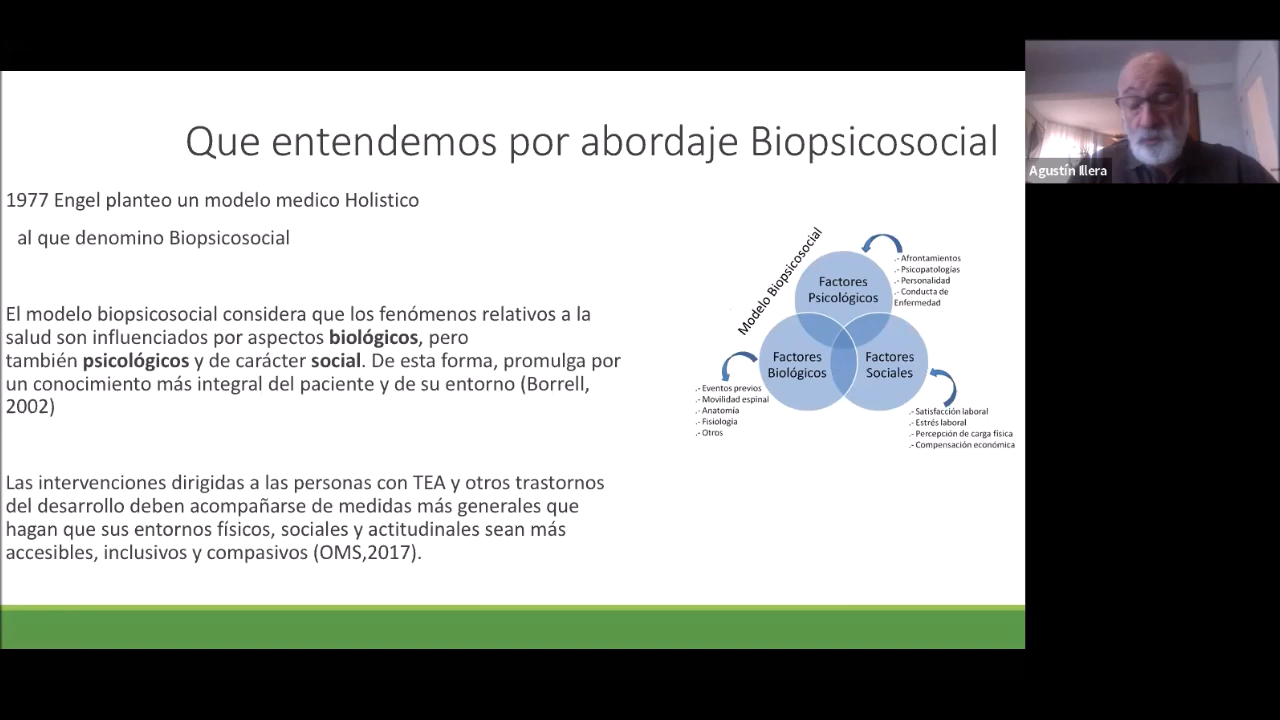 Que entendemos por abordaje Biopsicosocial
1977 Engel planteo un modelo medico Holistico
al que denomino Biopsicosocial
El modelo biopsicosocial considera que los fenómenos relativos a la
salud son influenciados por aspectos biológicos, pero
también psicológicos y de carácter social. De esta forma, promulga por
un conocimiento más integral del paciente y de su entorno (Borrell,
2002)
Las intervenciones dirigidas a las personas con TEA y otros trastornos
del desarrollo deben acompañarse de medidas más generales que
hagan que sus entornos físicos, sociales y actitudinales sean más
accesibles, inclusivos y compasivos (OMS,2017).
Modelo Biopsicosocial
Factores
Psicológicos
.- Afrontamientos
.- Psicopatologías
.- Personalidad
.- Conducta de
Enfermedad
Factores
Biológicos
.- Eventos previos
.- Movilidad espinal
.- Anatomía
.- Fisiología
.- Otros
Factores
Sociales
.- Satisfacción laboral
.- Estrés laboral
.- Percepción de carga física
.- Compensación económica
Agustín Illera